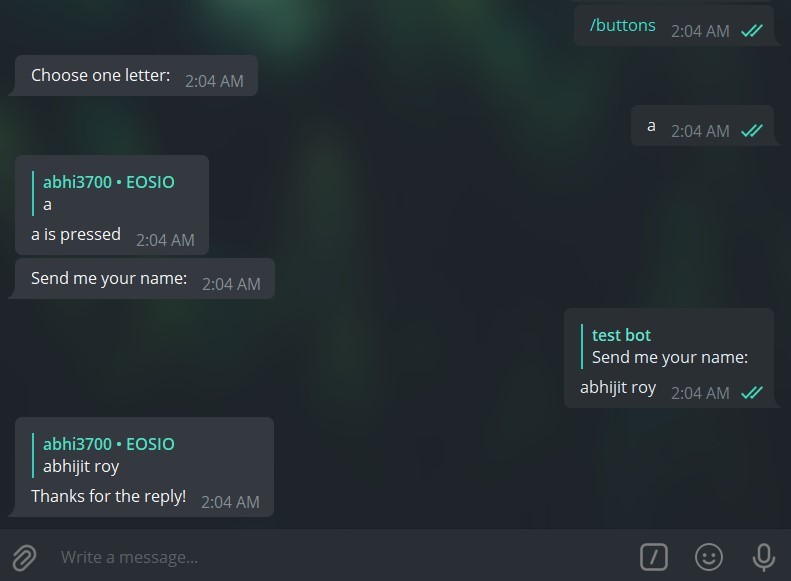 /buttons 2:04 AM
Choose one letter: 2:04 AM
a 2:04 AM
abhi3700 • EOSIO
a
a is pressed 2:04 AM
Send me your name: 2:04 AM
test bot
Send me your name:
abhijit roy 2:04 AM
abhi3700 • EOSIO
abhijit roy
Thanks for the reply! 2:04 AM
Write a message...